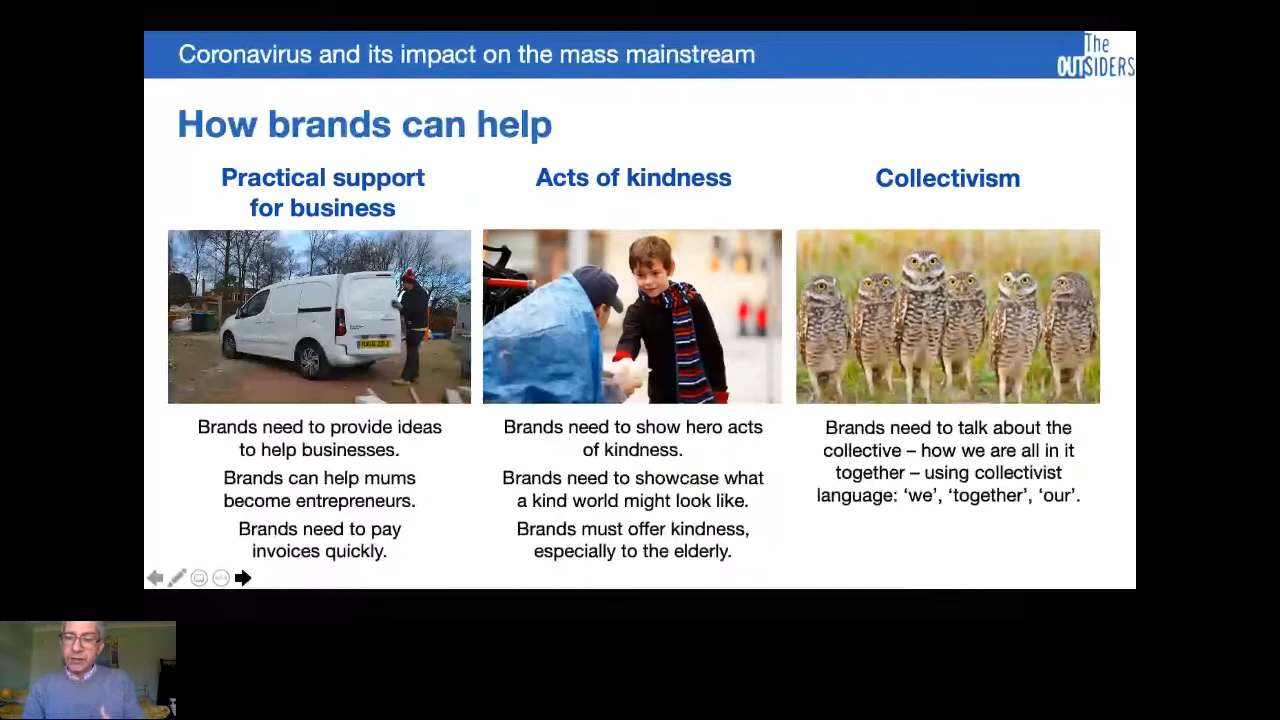 Coronavirus and its impact on the mass mainstream
The
OUTSIDERS
How brands can help
Practical support
for business
Acts of kindness
Collectivism
Brands need to provide ideas
to help businesses.
Brands can help mums
become entrepreneurs.
Brands need to pay
invoices quickly.
Brands need to show hero acts
of kindness.
Brands need to showcase what
a kind world might look like.
Brands must offer kindness,
especially to the elderly.
Brands need to talk about the
collective – how we are all in it
together – using collectivist
language: ‘we’, ‘together’, ‘our’.